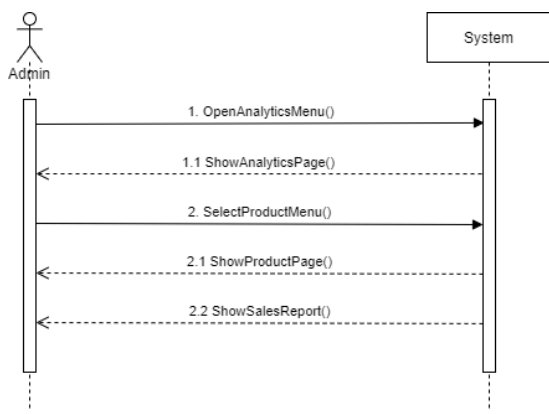 System
Admin
1. OpenAnalyticsMenu()
1.1 ShowAnalyticsPage()
2. SelectProductMenu()
2.1 ShowProductPage()
2.2 ShowSalesReport()